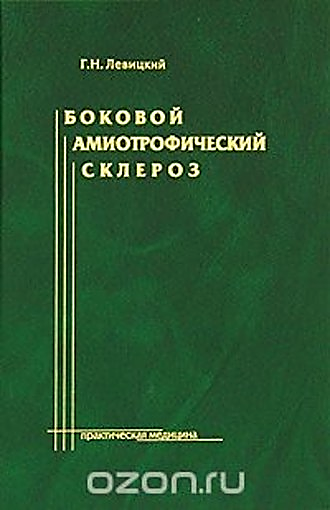 Г.Н. Левицкий
БОКОВОЙ
АМИОТРОФИЧЕСКИЙ
СКЛЕРОЗ
практическая медицина
ozon.ru